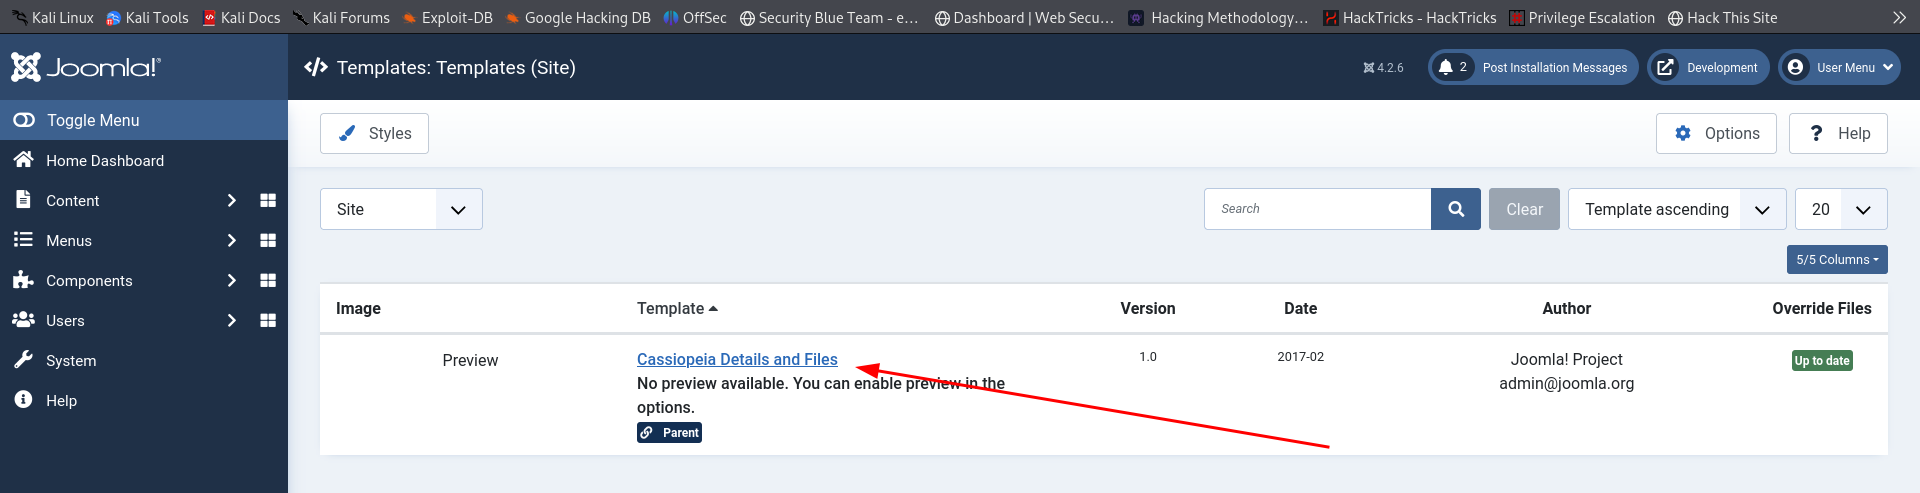 Kali Linux Kali Tools Kali Docs Kali Forums Exploit-DB Google Hacking DB OffSec Security Blue Team - e… Dashboard | Web Secu… Hacking Methodology… HackTricks - HackTricks Privilege Escalation Hack This Site
Joomla!® Templates: Templates (Site) 4.2.6 2 Post Installation Messages Development User Menu
Toggle Menu
Styles Options ? Help
Home Dashboard
Content
Menus
Components
Users
System
Help
Site Search Clear Template ascending 20
5/5 Columns
Image Template Version Date Author Override Files
Preview Cassiopeia Details and Files 1.0 2017-02 Joomla! Project Up to date
No preview available. You can enable preview in the admin@joomla.org
options.
Parent